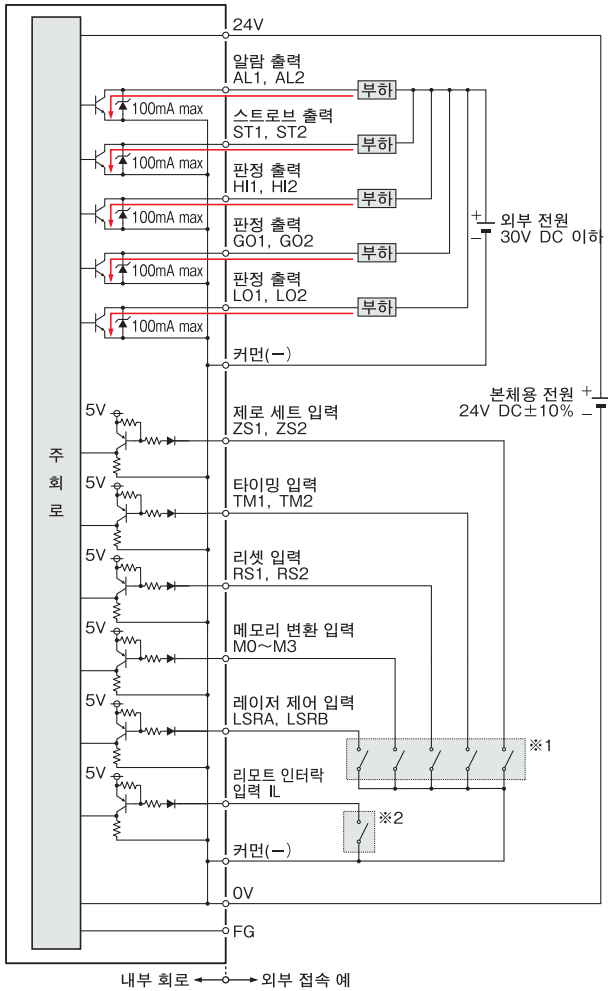 24V
알람 출력
AL1, AL2
부하
100mA max
스트로브 출력
ST1, ST2
부하
100mA max
판정 출력
HI1, HI2
부하
100mA max
외부 전원
30V DC 이하
판정 출력
GO1, GO2
부하
100mA max
판정 출력
LO1, LO2
부하
100mA max
커먼(−)
본체용 전원
24V DC±10%
주
회
로
5V
제로 세트 입력
ZS1, ZS2
5V
타이밍 입력
TM1, TM2
5V
리셋 입력
RS1, RS2
5V
메모리 변환 입력
M0~M3
5V
레이저 제어 입력
LSRA, LSRB
※1
5V
리모트 인터락
입력 IL
※2
커먼(−)
0V
FG
내부 회로
외부 접속 예